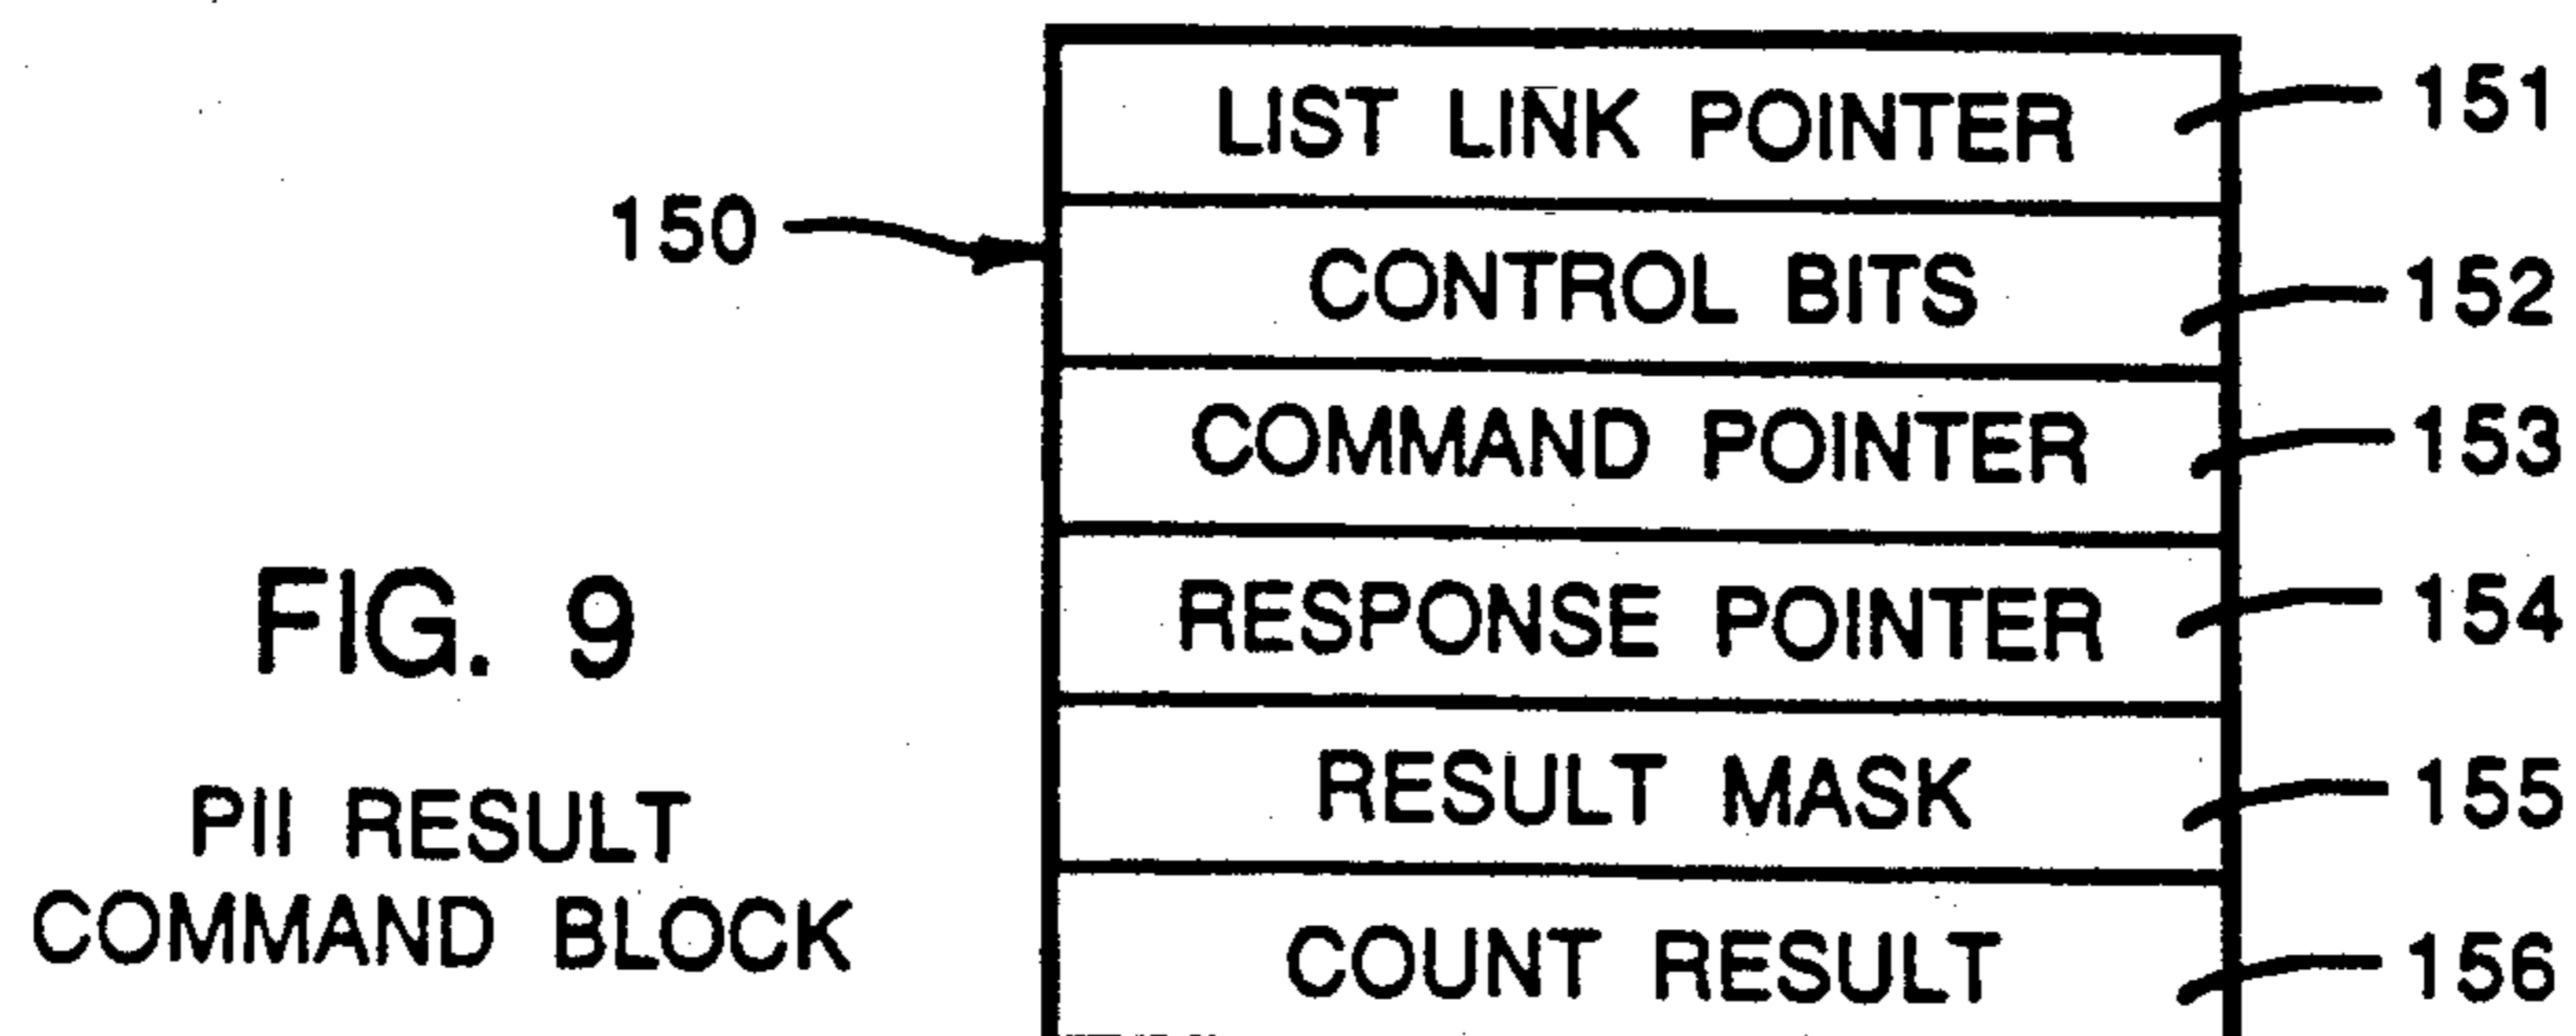 LIST LINK POINTER 151
150
CONTROL BITS 152
COMMAND POINTER 153
RESPONSE POINTER 154
FIG. 9
RESULT MASK 155
PII RESULT
COMMAND BLOCK
COUNT RESULT 156